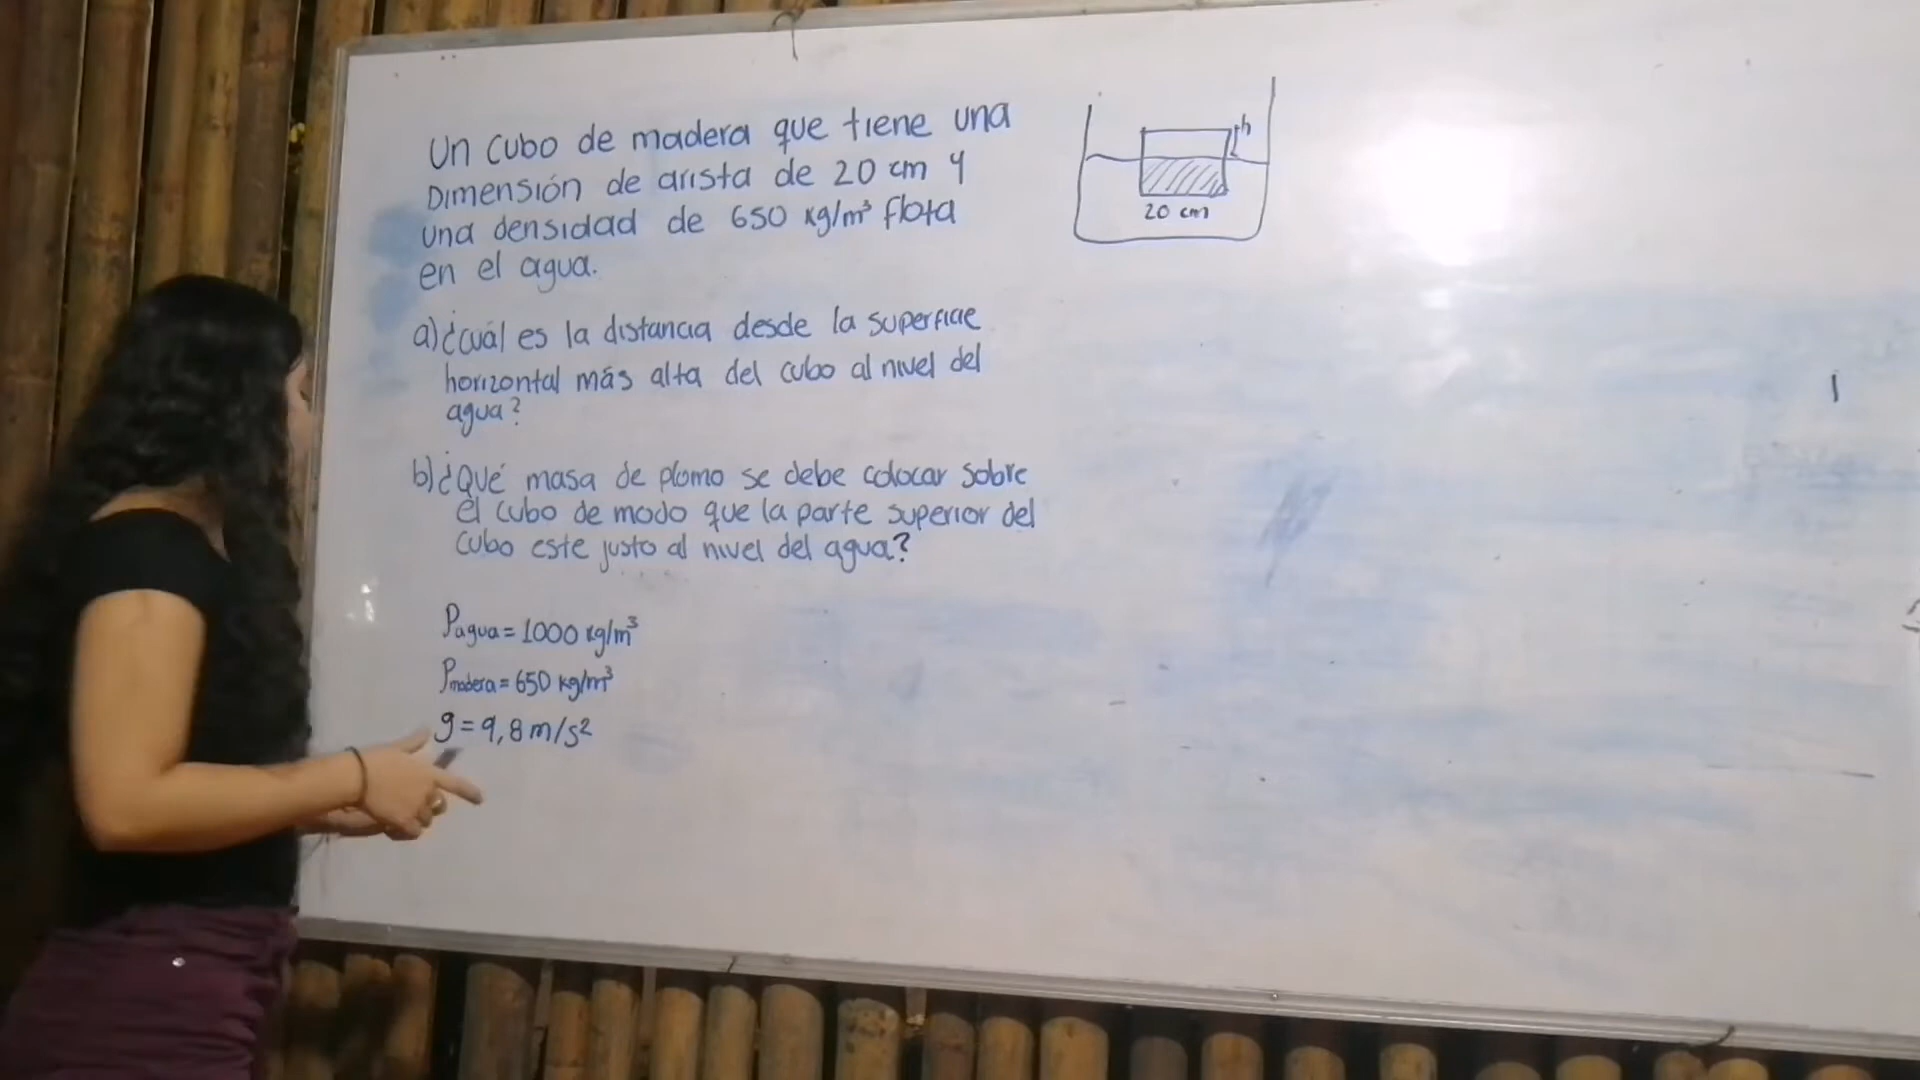 Un cubo de madera que tiene una
Dimensión de arista de 20 cm y
una densidad de 650 kg/m³ flota
en el agua.
a) ¿cuál es la distancia desde la superficie
horizontal más alta del cubo al nivel del
agua?
b) ¿Qué masa de plomo se debe colocar sobre
el cubo de modo que la parte superior del
cubo este justo al nivel del agua?
ρagua = 1000 kg/m³
ρmadera = 650 kg/m³
g = 9,8 m/s²
h
20 cm